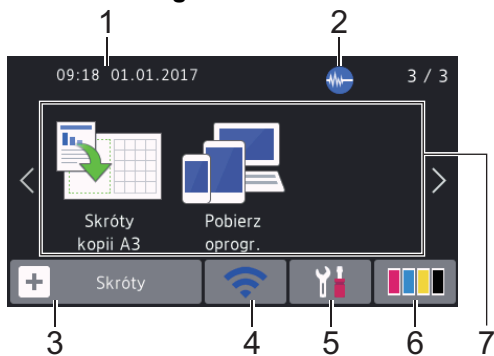 1 2
09:18 01.01.2017 3 / 3
Skróty
kopii A3
Pobierz
oprogr.
Skróty
3 4 5 6 7